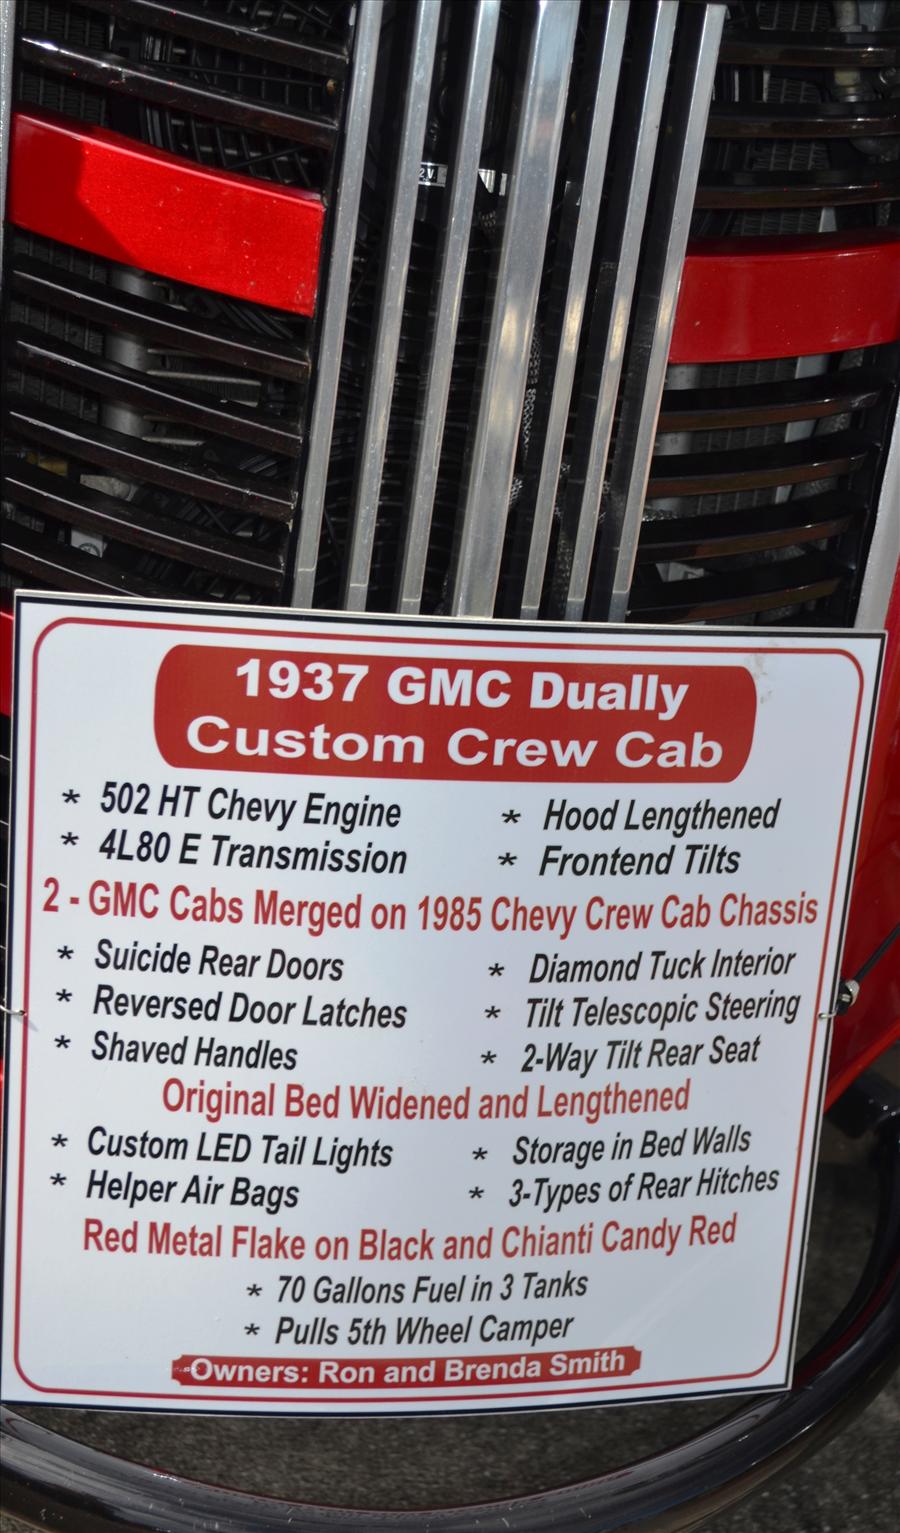 2 V.
1937 GMC Dually
Custom Crew Cab
* 502 HT Chevy Engine
* Hood Lengthened
* 4L80 E Transmission
* Frontend Tilts
2 - GMC Cabs Merged on 1985 Chevy Crew Cab Chassis
* Suicide Rear Doors
* Diamond Tuck Interior
* Reversed Door Latches
* Tilt Telescopic Steering
* Shaved Handles
* 2-Way Tilt Rear Seat
Original Bed Widened and Lengthened
* Custom LED Tail Lights
* Storage in Bed Walls
* Helper Air Bags
* 3-Types of Rear Hitches
Red Metal Flake on Black and Chianti Candy Red
* 70 Gallons Fuel in 3 Tanks
* Pulls 5th Wheel Camper
Owners: Ron and Brenda Smith